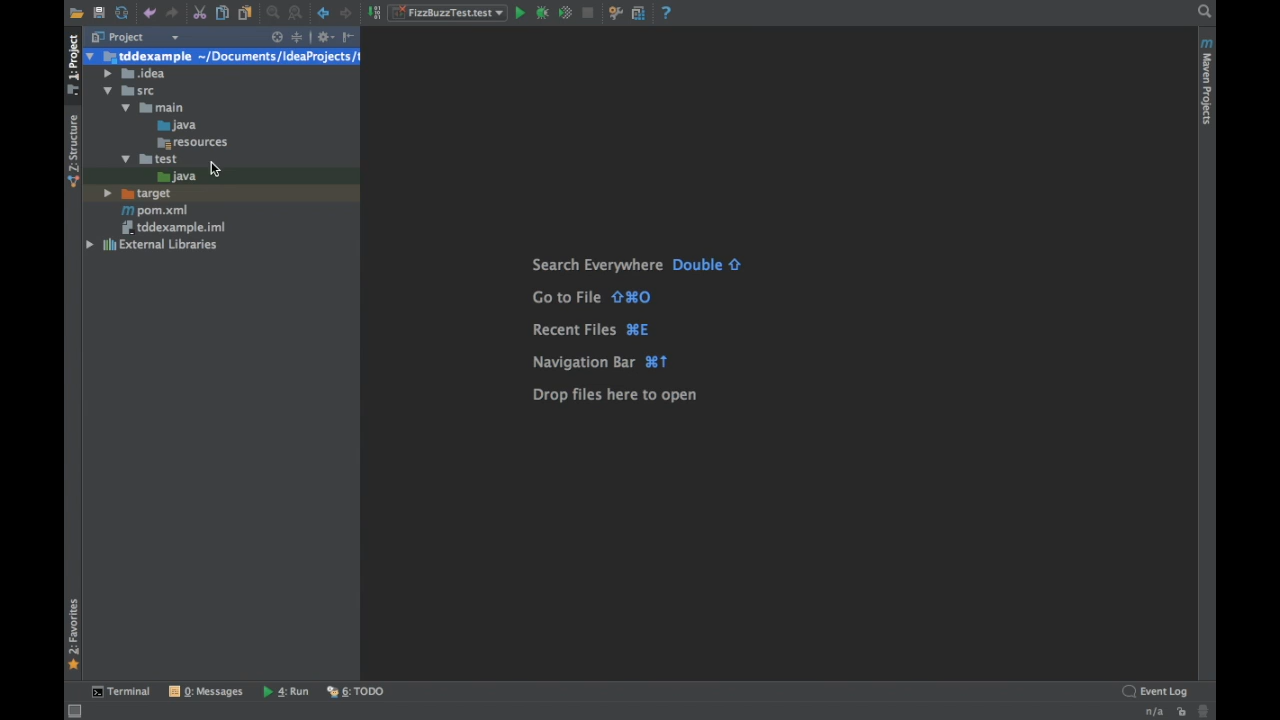 FizzBuzzTest.test
?
Project
1: Project
tddexample ~/Documents/IdeaProjects/t
.idea
src
main
java
resources
test
java
target
m pom.xml
tddexample.iml
External Libraries
Z: Structure
2: Favorites
m Maven Projects
Search Everywhere Double ⇧
Go to File ⇧⌘O
Recent Files ⌘E
Navigation Bar ⌘↑
Drop files here to open
Terminal
0: Messages
4: Run
6: TODO
Event Log
n/a